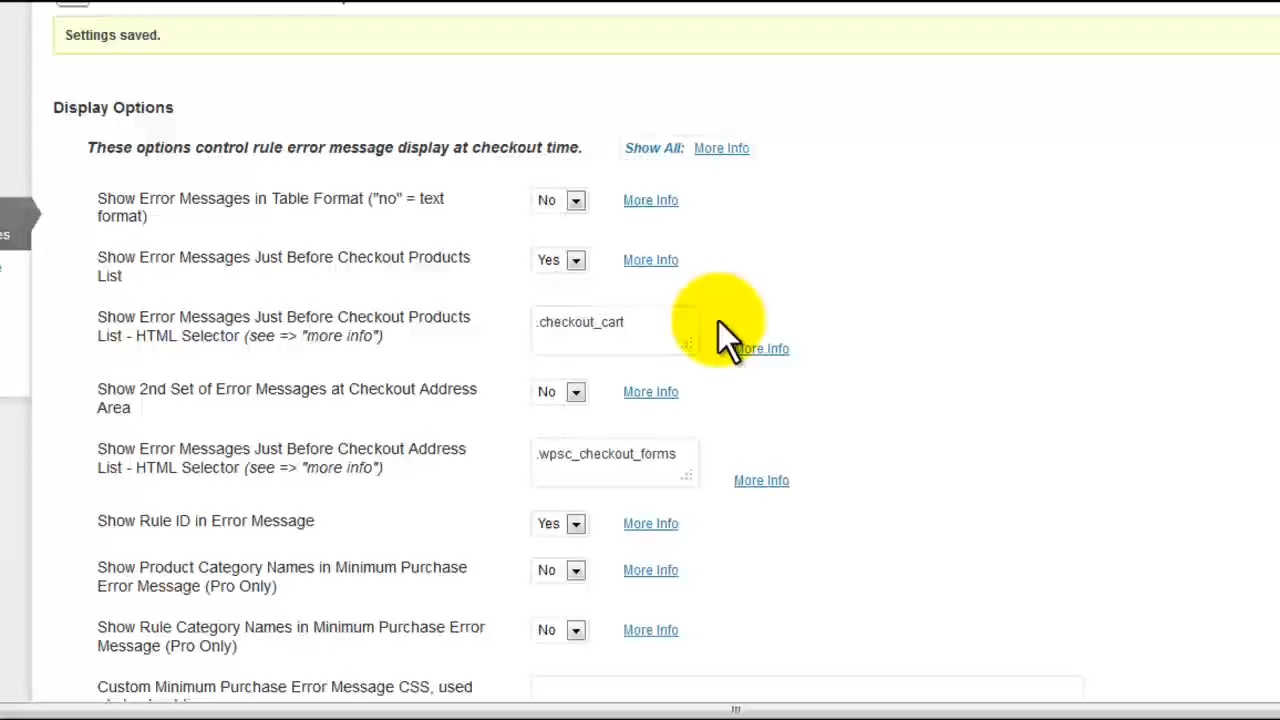 Settings saved.
Display Options
These options control rule error message display at checkout time. Show All: More Info
Show Error Messages in Table Format ("no" = text
format)
No
More Info
Show Error Messages Just Before Checkout Products
List
Yes
More Info
Show Error Messages Just Before Checkout Products
List - HTML Selector (see => "more info")
.checkout_cart
More Info
Show 2nd Set of Error Messages at Checkout Address
Area
No
More Info
Show Error Messages Just Before Checkout Address
List - HTML Selector (see => "more info")
.wpsc_checkout_forms
More Info
Show Rule ID in Error Message
Yes
More Info
Show Product Category Names in Minimum Purchase
Error Message (Pro Only)
No
More Info
Show Rule Category Names in Minimum Purchase Error
Message (Pro Only)
No
More Info
Custom Minimum Purchase Error Message CSS, used